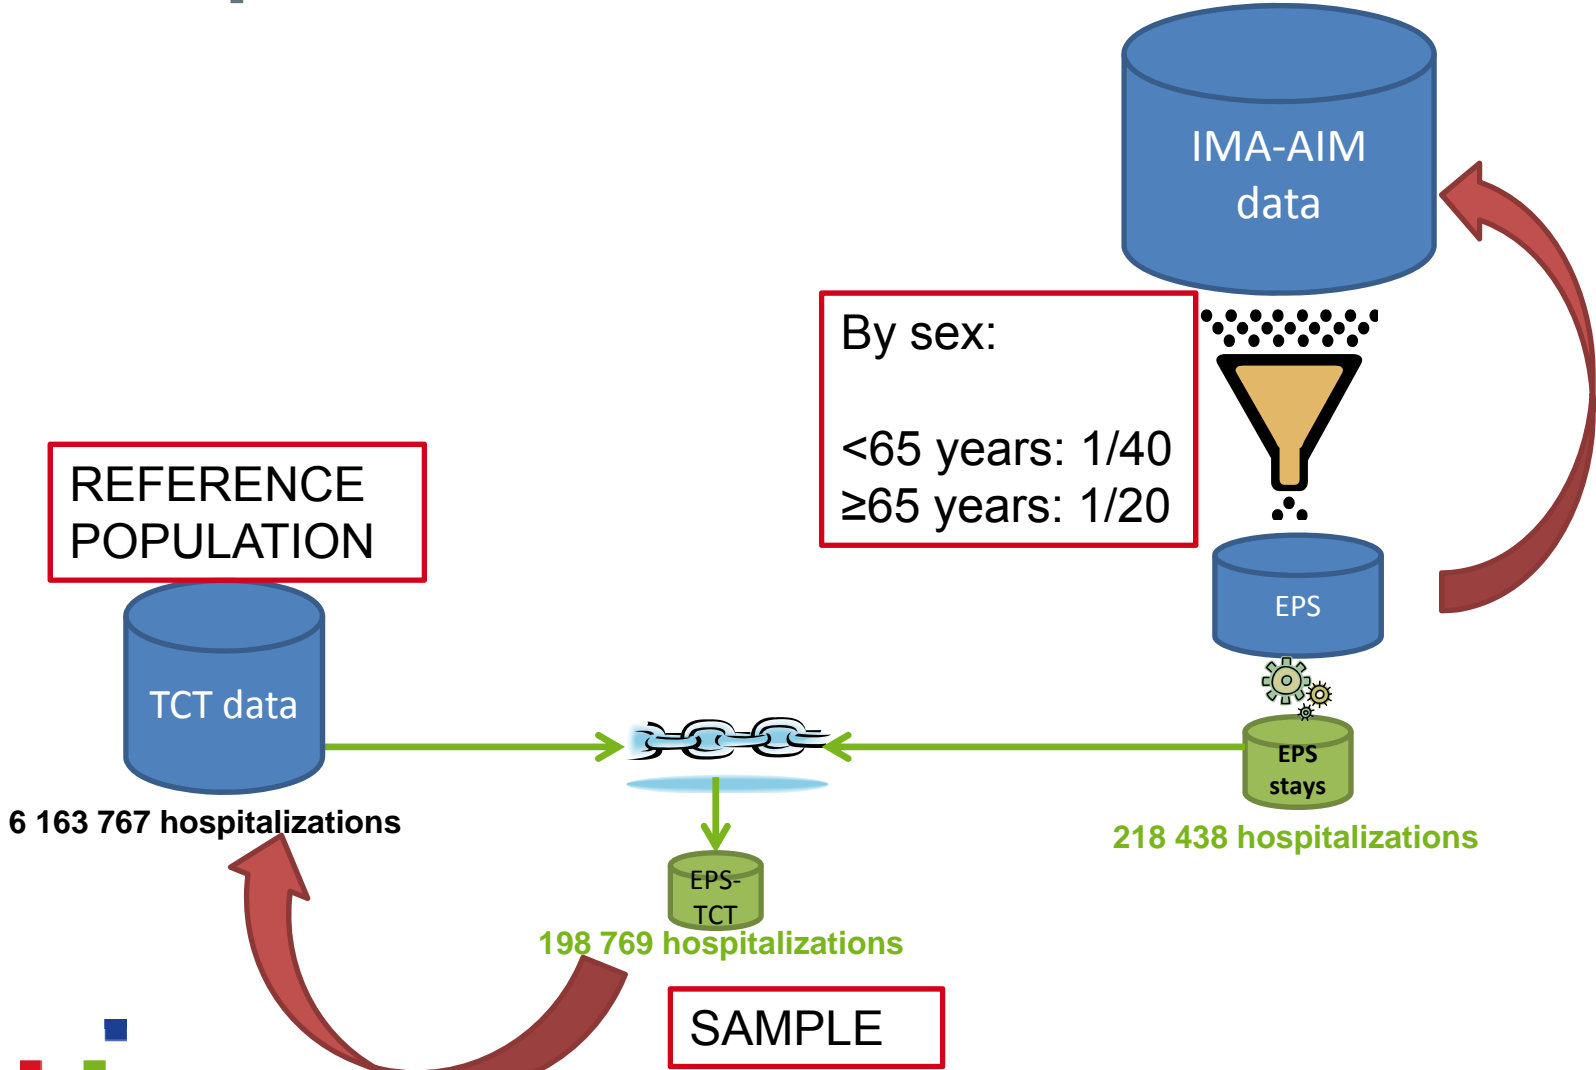 IMA-AIM
data
By sex:
<65 years: 1/40
≥65 years: 1/20
REFERENCE
POPULATION
EPS
TCT data
EPS
stays
6 163 767 hospitalizations
218 438 hospitalizations
EPS-
TCT
198 769 hospitalizations
SAMPLE